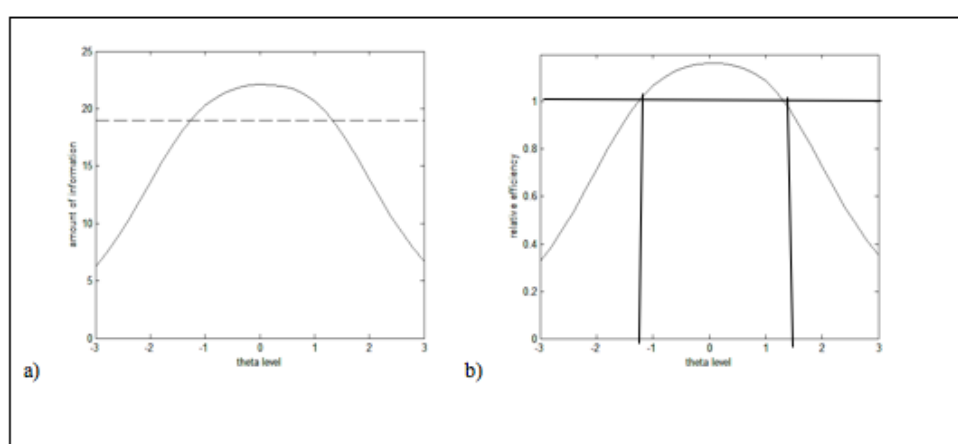 25
20
15
10
5
0
-3 -2 -1 0 1 2 3
amount of information
theta level
a)
1
0.8
0.6
0.4
0.2
0
-3 -2 -1 0 1 2 3
relative efficiency
theta level
b)